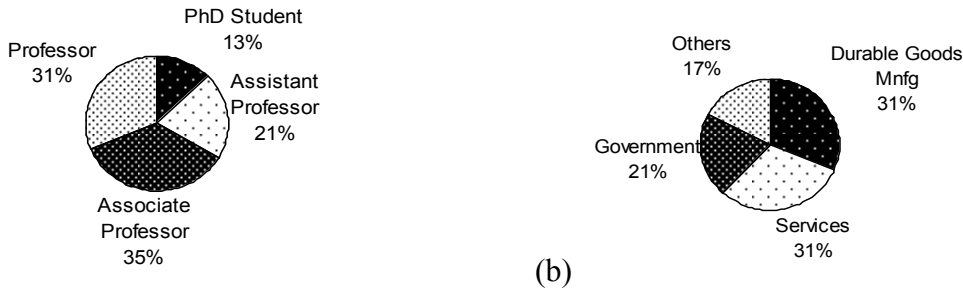 PhD Student
13%
Professor
31%
Assistant
Professor
21%
Associate
Professor
35%
Others
17%
Durable Goods
Mnfg
31%
Government
21%
Services
31%
(b)